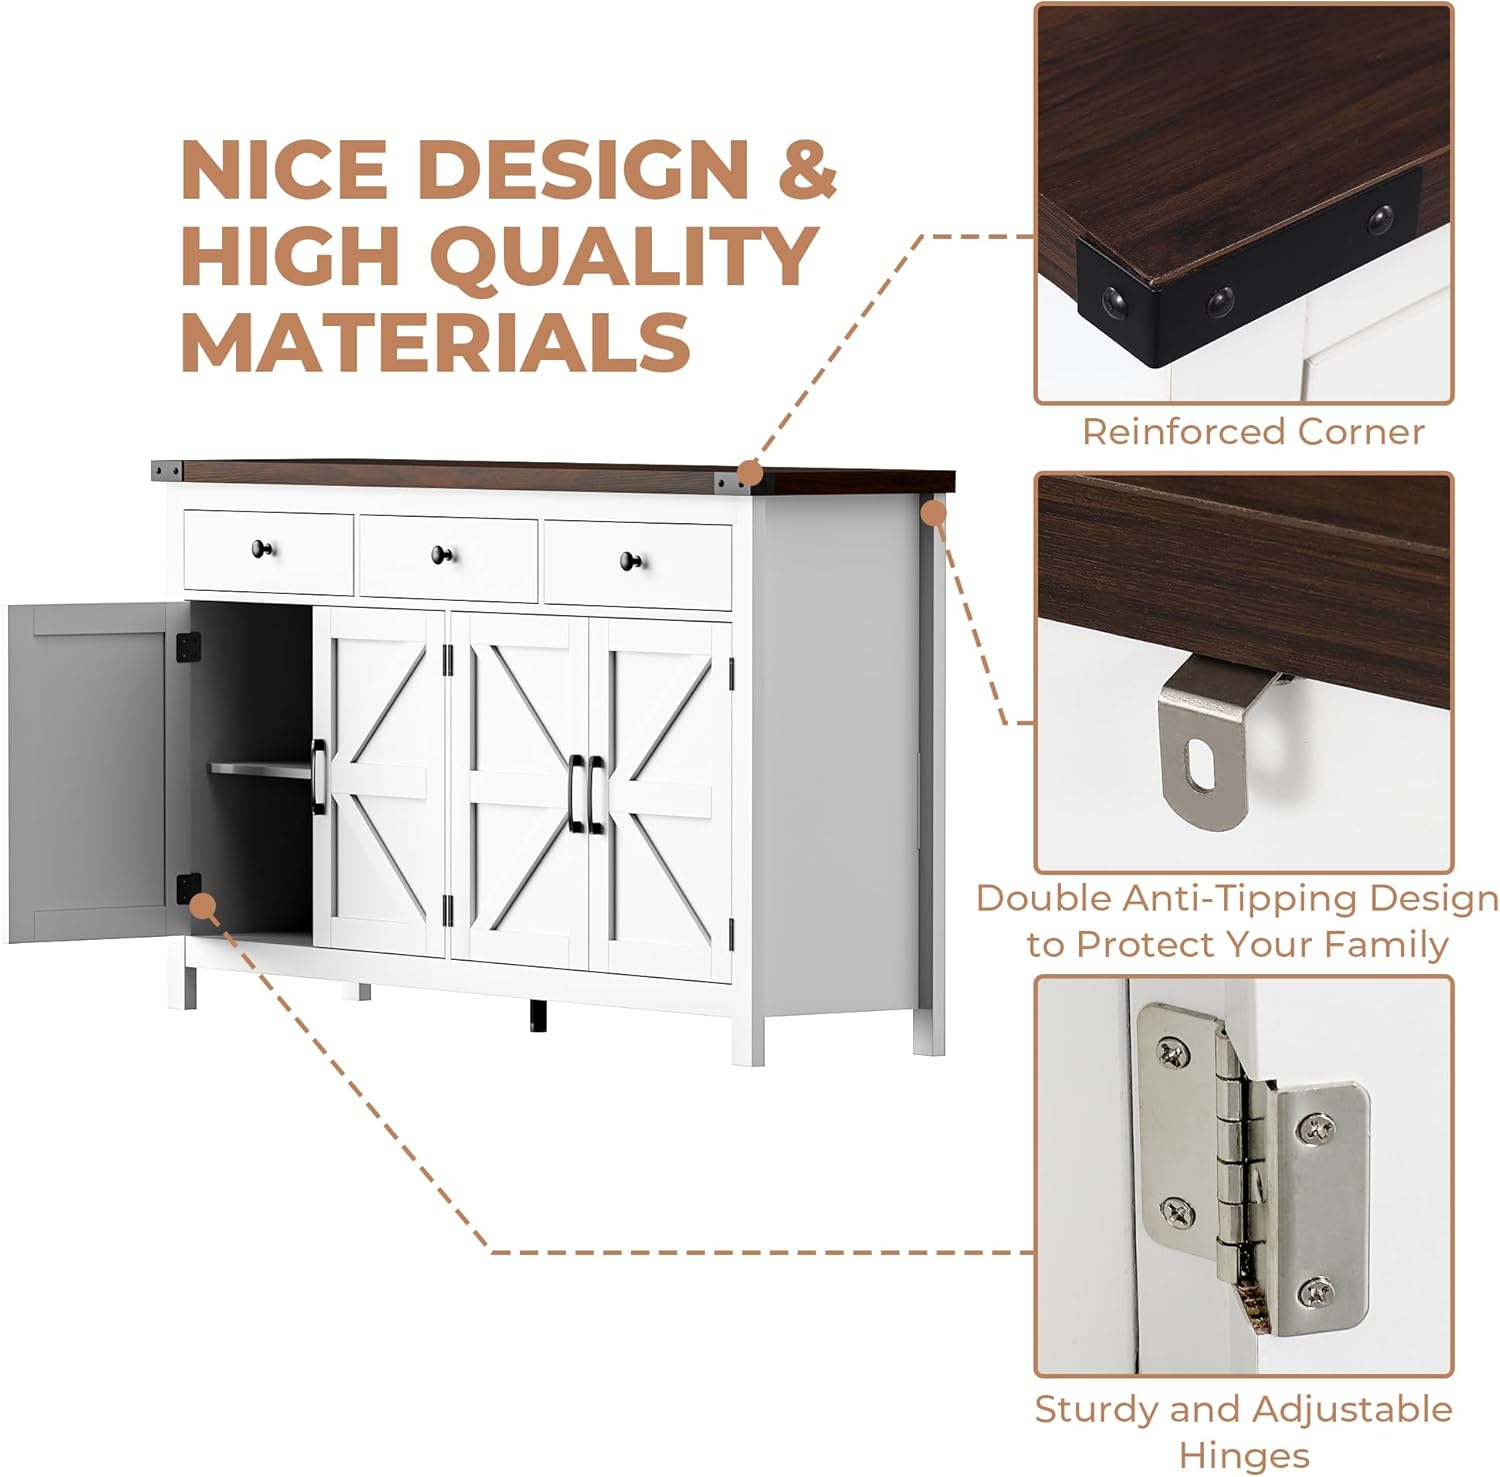 NICE DESIGN &
HIGH QUALITY
MATERIALS
Reinforced Corner
Double Anti-Tipping Design
to Protect Your Family
Sturdy and Adjustable
Hinges